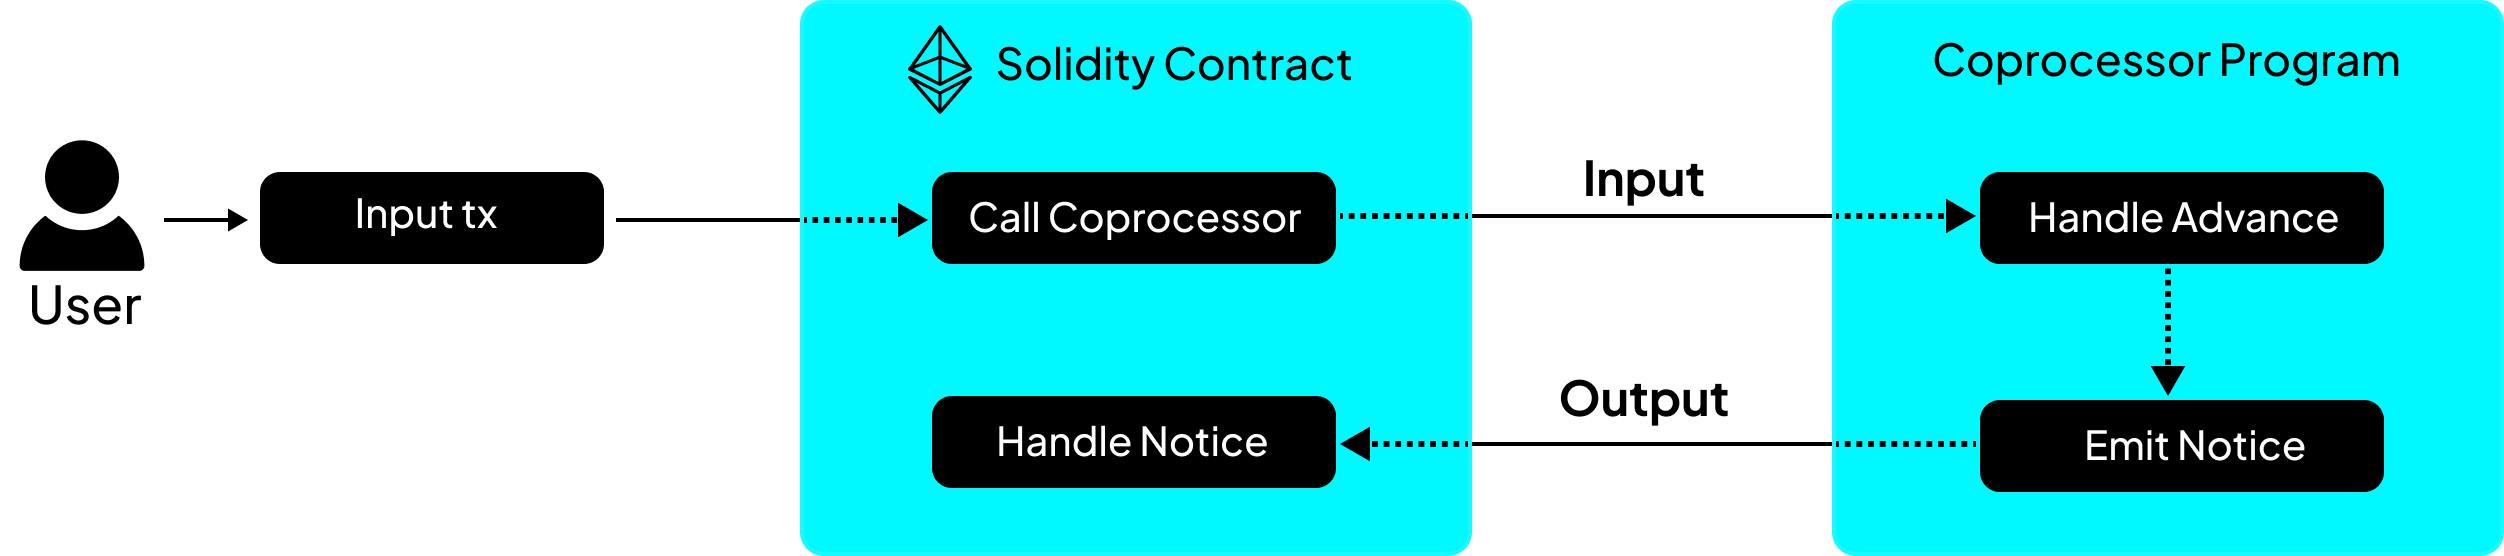 User
Input tx
Solidity Contract
Call Coprocessor
Handle Notice
Input
Output
Coprocessor Program
Handle Advance
Emit Notice